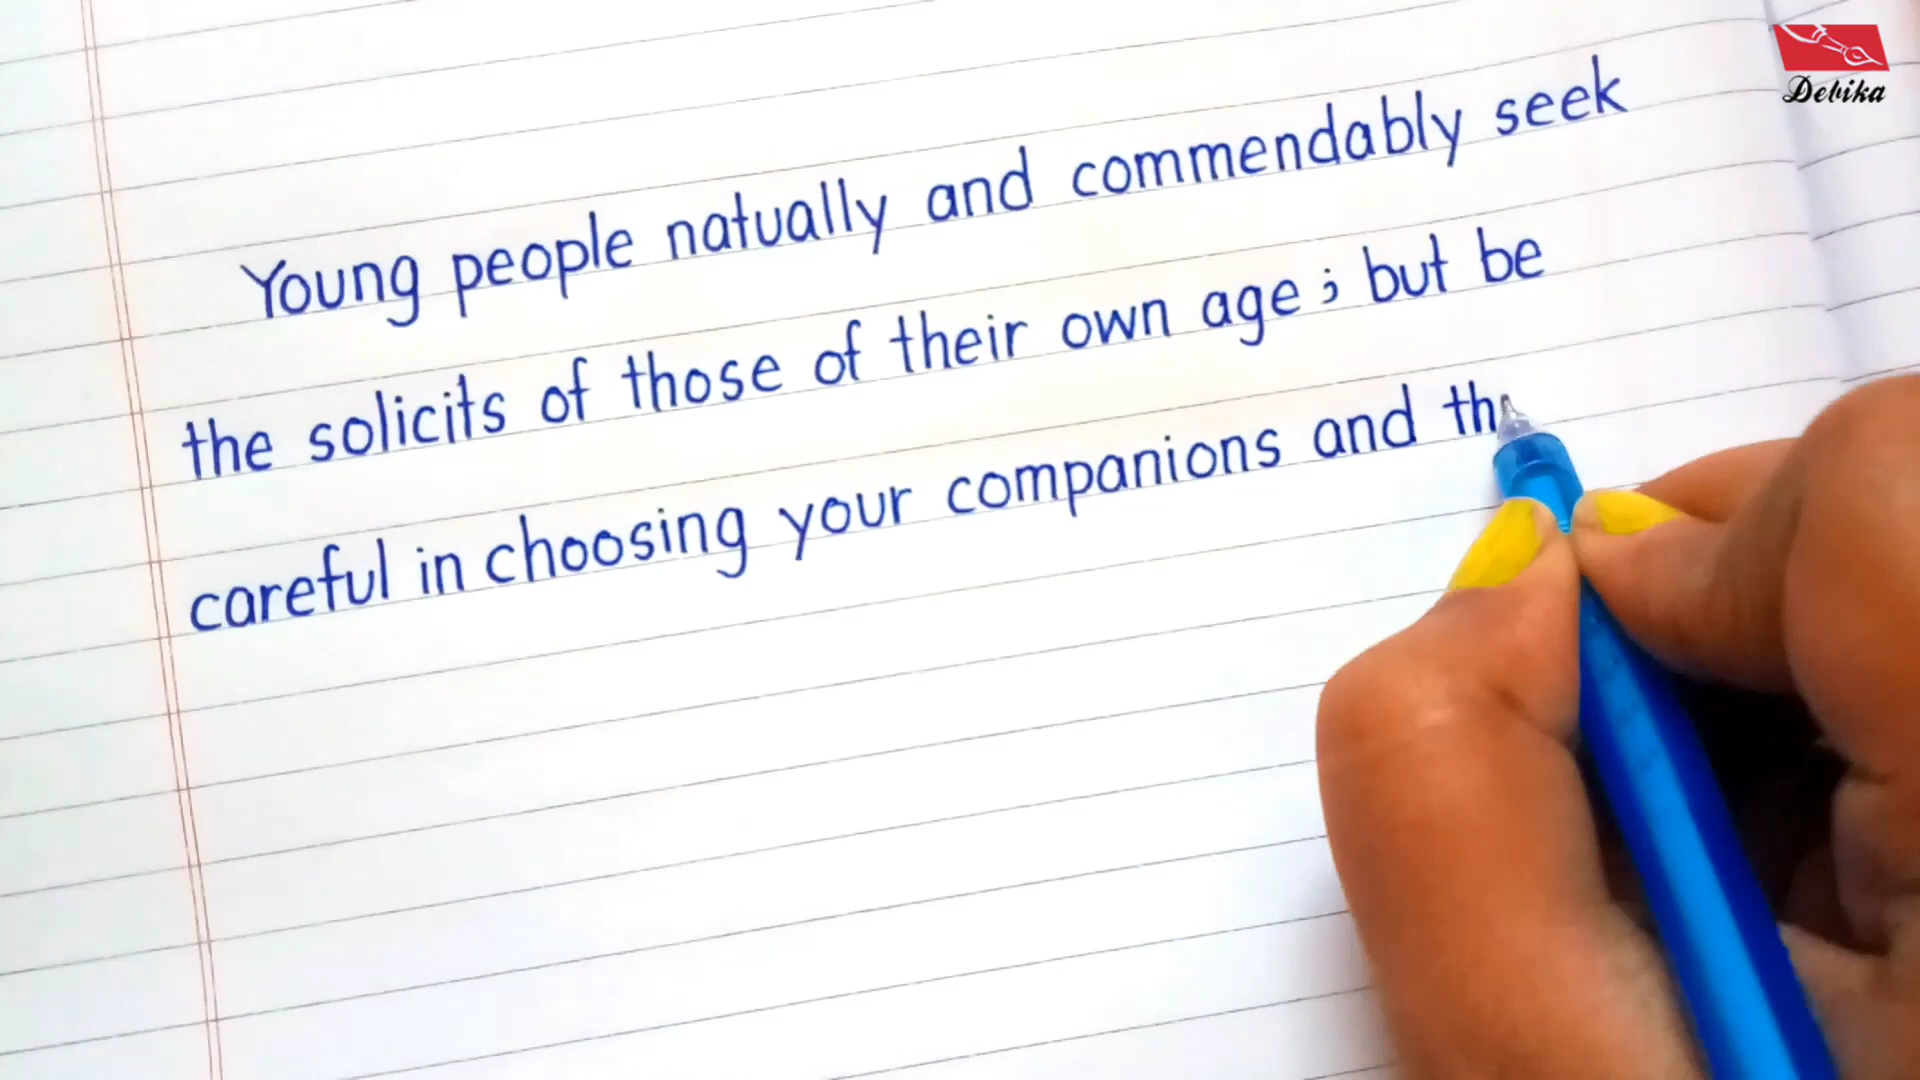 Debika
Young people natually and commendably seek
the solicits of those of their own age; but be
careful in choosing your companions and th